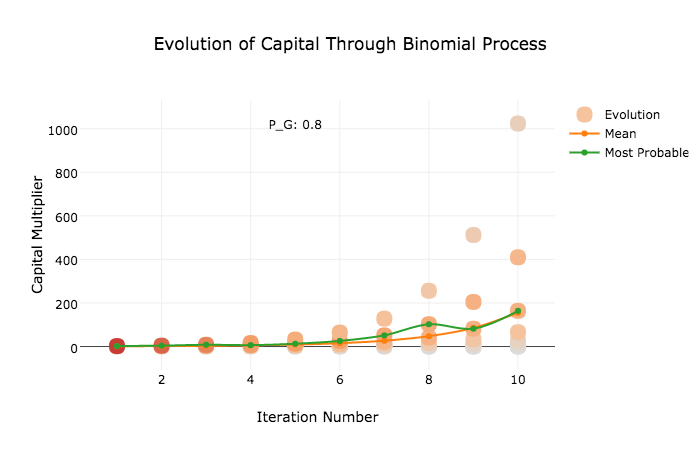 Evolution of Capital Through Binomial Process
P_G: 0.8
Evolution
Mean
Most Probable
Capital Multiplier
1000
800
600
400
200
0
2
4
6
8
10
Iteration Number